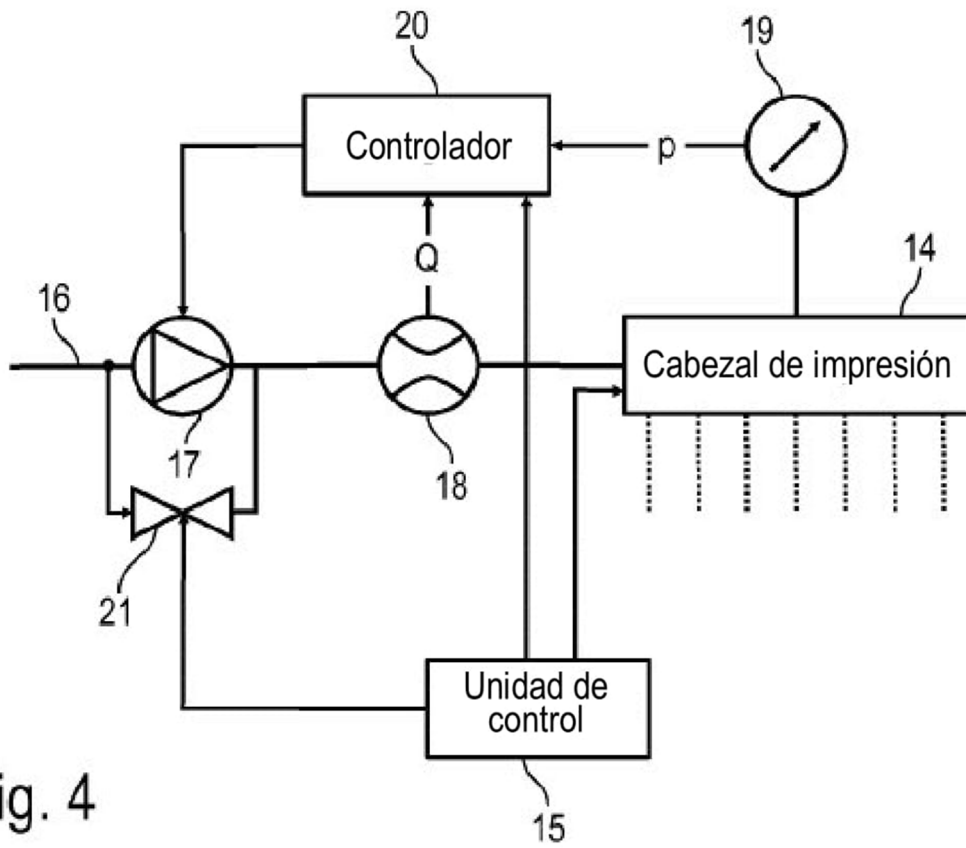 20
19
Controlador
p
Q
14
16
Cabezal de impresión
17
18
21
Unidad de
control
15
ig. 4